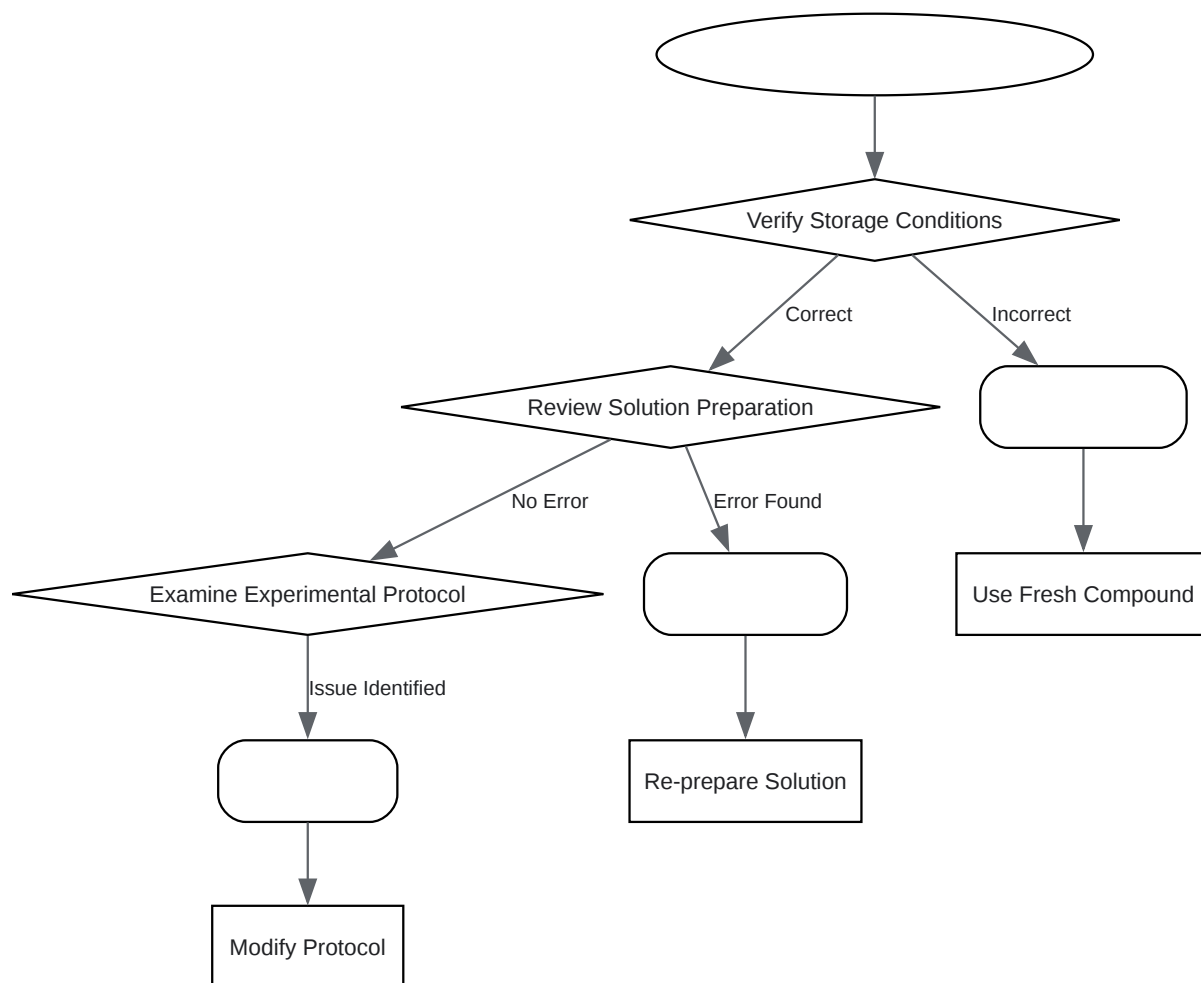 Verify Storage Conditions
Correct
Incorrect
Review Solution Preparation
No Error
Error Found
Examine Experimental Protocol
Use Fresh Compound
Issue Identified
Re-prepare Solution
Modify Protocol